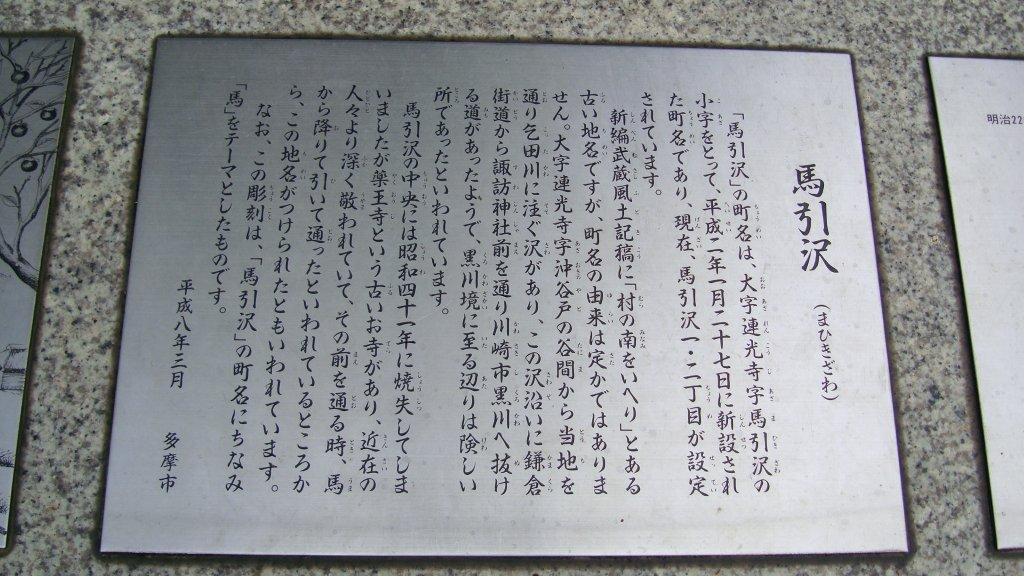 馬引沢 (まひきざわ)
「馬引沢」の町名は、大字連光寺字馬引沢の
小字をとって、平成二年一月二十七日に新設され
た町名であり、現在、馬引沢一・二丁目が設定
されています。
新編武蔵風土記稿に「村の南をいへり」とある
古い地名ですが、町名の由来は定かではありま
せん。大字連光寺字沖谷戸の谷間から当地を
通り乞田川に注ぐ沢があり、この沢沿いに鎌倉
街道から諏訪神社前を通り川崎市黒川へ抜け
る道があったようで、黒川境に至る辺りは険しい
所であったといわれています。
馬引沢の中央には昭和四十一年に焼失してしま
いましたが薬王寺という古いお寺があり、近在の
人々より深く敬われていて、その前を通る時、馬
から降りて引いて通ったといわれているところか
ら、この地名がつけられたともいわれています。
なお、この彫刻は、「馬引沢」の町名にちなみ
「馬」をテーマとしたものです。
平成八年三月 多摩市
明治22